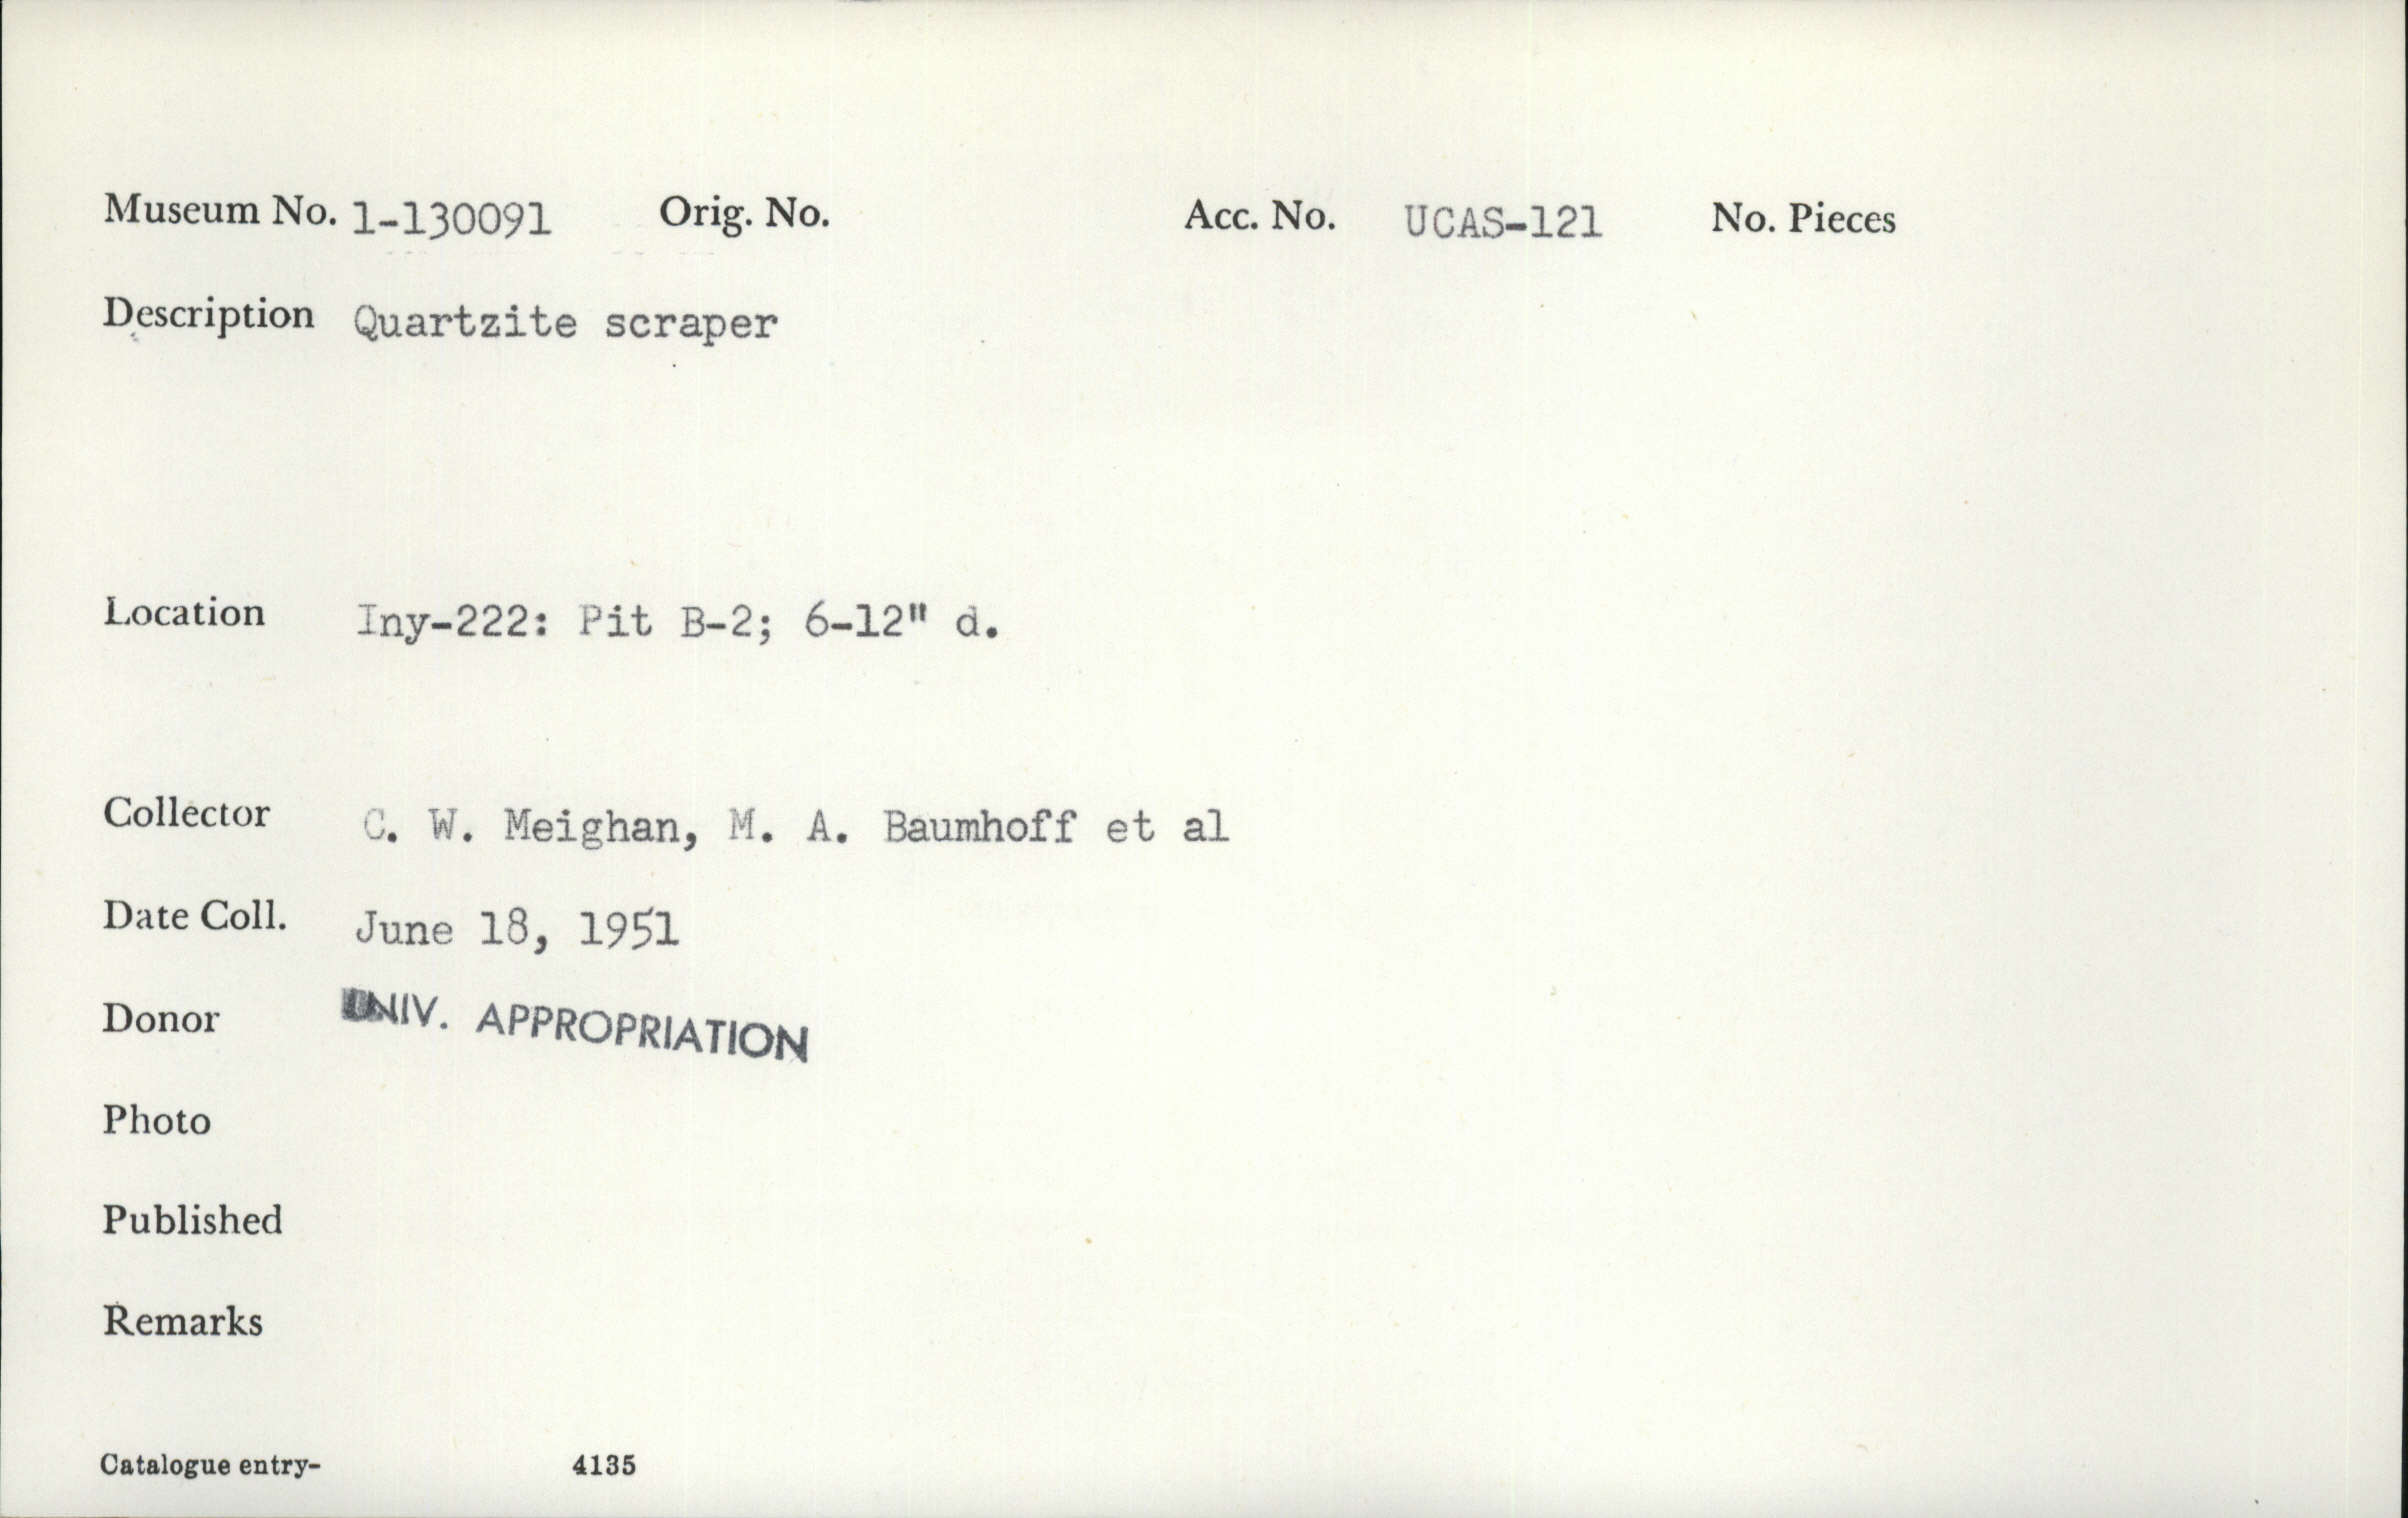 Museum No. 1-130091 Orig. No. Acc. No. UCAS-121 No. Pieces
Description Quartzite scraper
Location Iny-222: Pit B-2; 6-12" d.
Collector C. W. Meighan, M. A. Baumhoff et al
Date Coll. June 18, 1951
Donor UNIV. APPROPRIATION
Photo
Published
Remarks
Catalogue entry- 4135